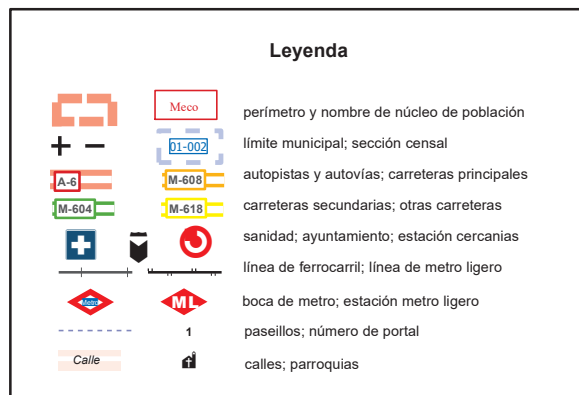 Leyenda
Meco
perímetro y nombre de núcleo de población
01-002
límite municipal; sección censal
A-6
M-608
autopistas y autovías; carreteras principales
M-604
M-618
carreteras secundarias; otras carreteras
sanidad; ayuntamiento; estación cercanias
línea de ferrocarril; línea de metro ligero
Metro
ML
boca de metro; estación metro ligero
1
paseillos; número de portal
Calle
calles; parroquias